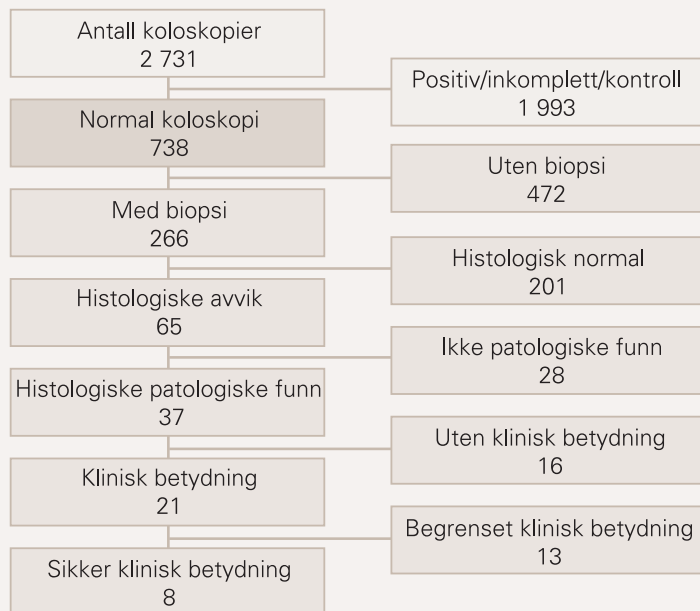 Antall koloskopier
2 731
Positiv/inkomplett/kontroll
1 993
Normal koloskopi
738
Uten biopsi
472
Med biopsi
266
Histologisk normal
201
Histologiske avvik
65
Ikke patologiske funn
28
Histologiske patologiske funn
37
Uten klinisk betydning
16
Klinisk betydning
21
Begrenset klinisk betydning
13
Sikker klinisk betydning
8